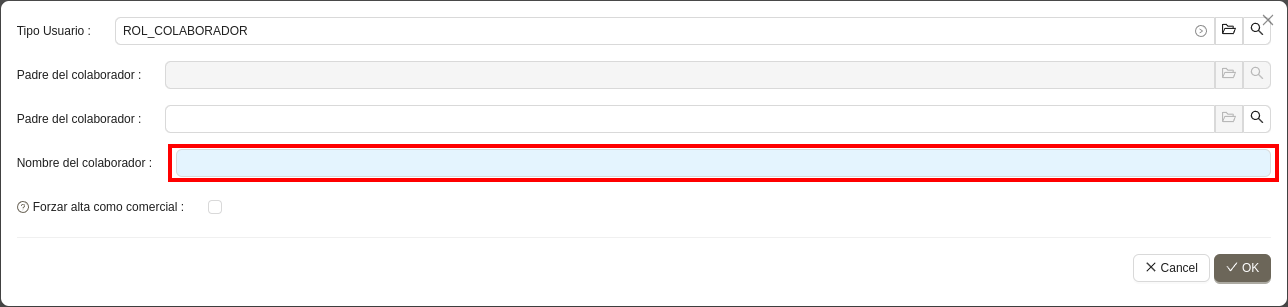 Tipo Usuario : ROL_COLABORADOR
Padre del colaborador :
Padre del colaborador :
Nombre del colaborador :
Forzar alta como comercial :
Cancel OK